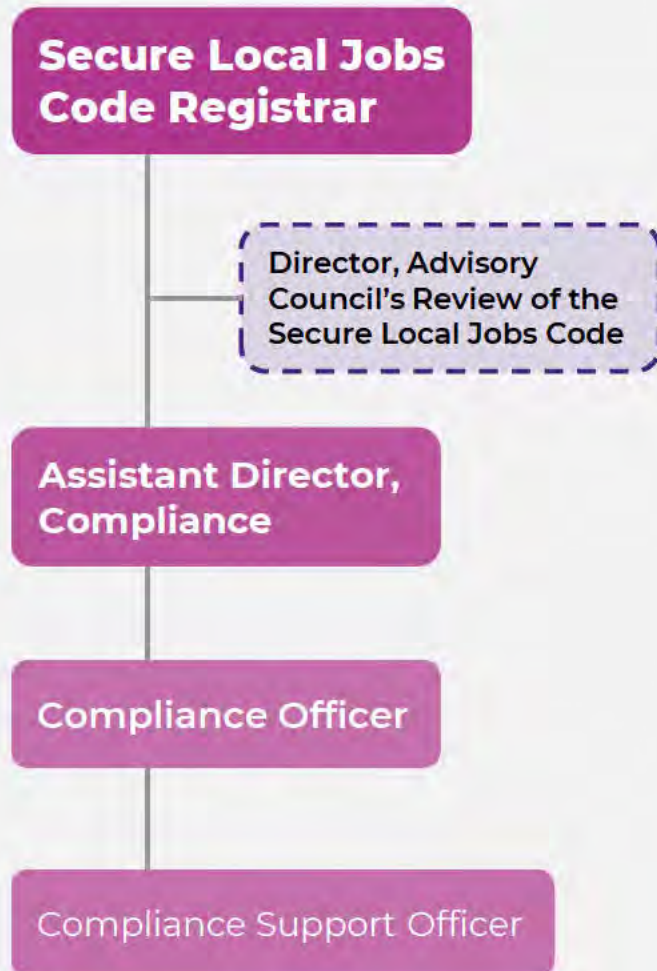 Secure Local Jobs
Code Registrar
Director, Advisory
Council’s Review of the
Secure Local Jobs Code
Assistant Director,
Compliance
Compliance Officer
Compliance Support Officer